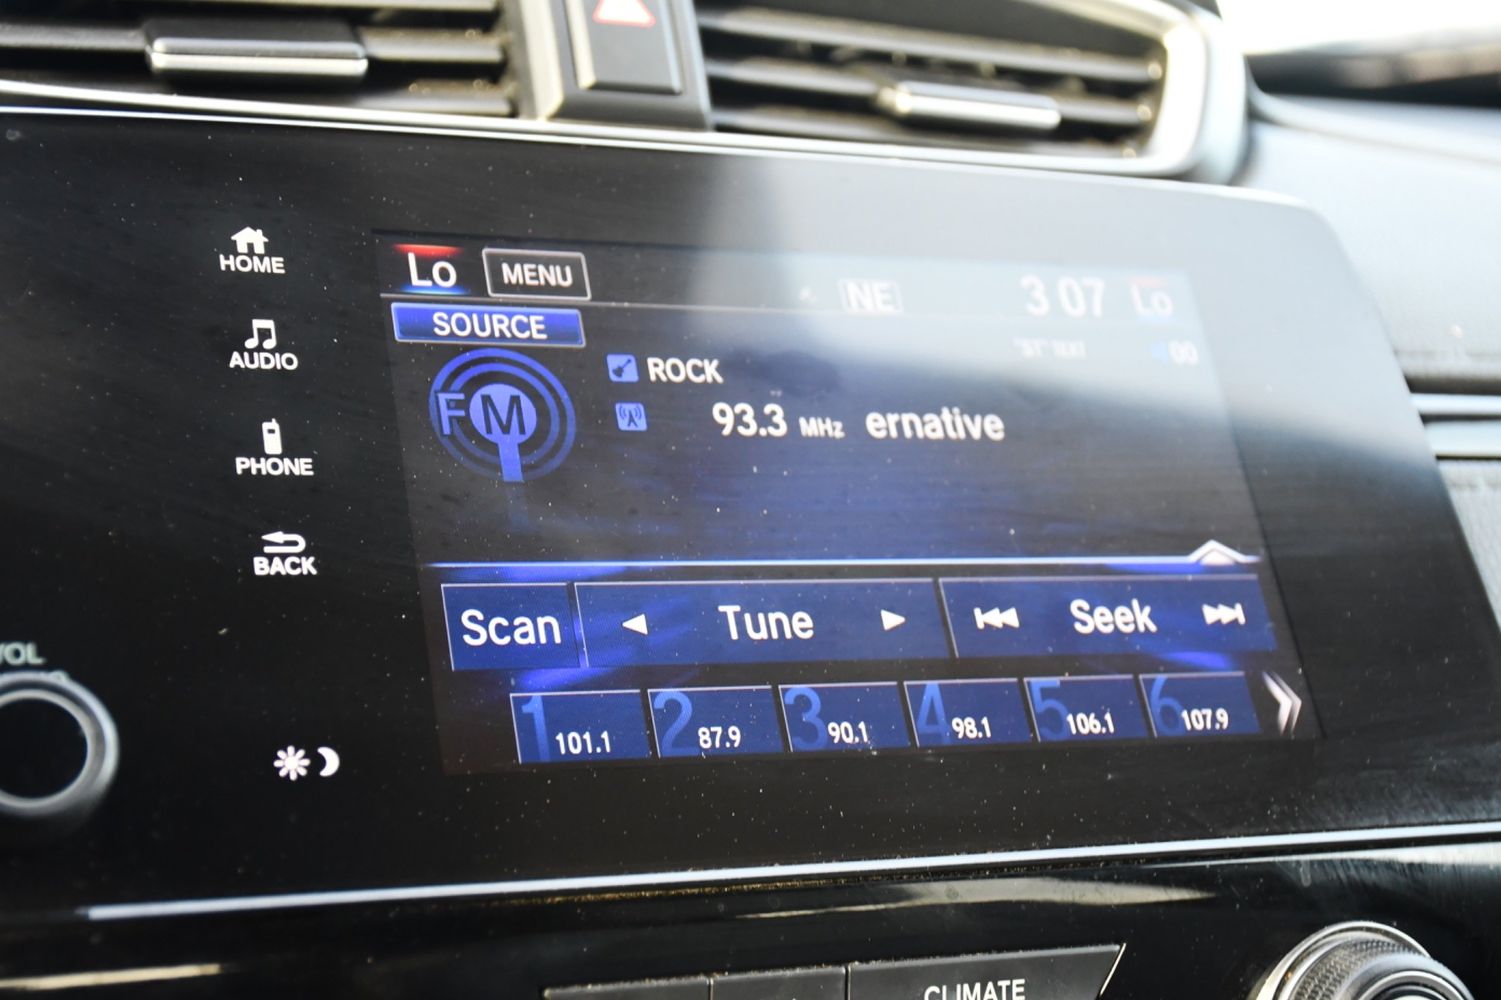 HOME
AUDIO
PHONE
BACK
VOL
Lo MENU NE 3 07 Lo
SOURCE
00
FM
ROCK
93.3 MHz ernative
Scan Tune Seek
1 101.1 2 87.9 3 90.1 4 98.1 5 106.1 6 107.9
CLIMATE